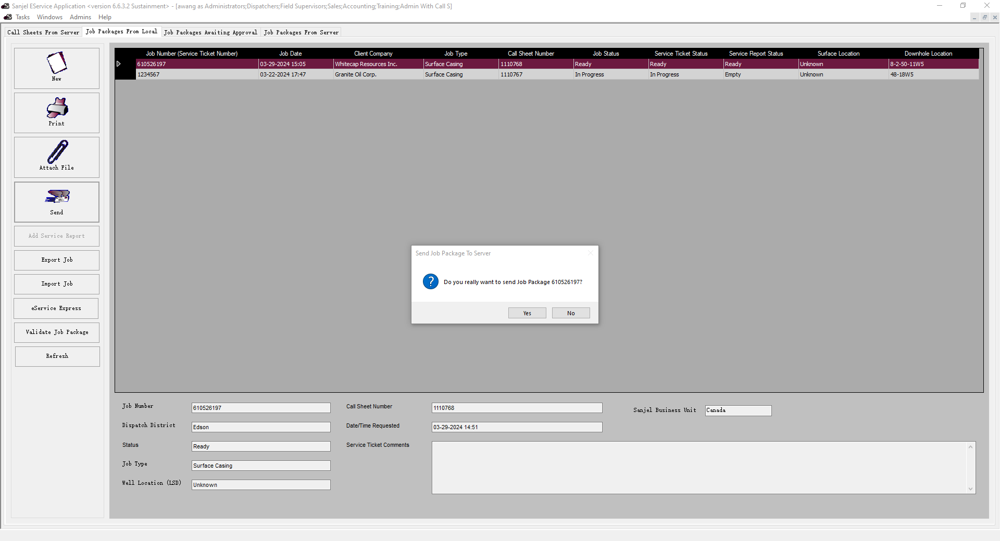 Sanjel EService Application <version 6.6.3.2 Sustainment> - [awang as Administrators;Dispatchers;Field Supervisors;Sales;Accounting;Training;Admin With Call S]
Tasks Windows Admins Help
Call Sheets From Server Job Packages From Local Job Packages Awaiting Approval Job Packages From Server
New
Print
Attach File
Send
Add Service Report
Export Job
Import Job
eService Express
Validate Job Package
Refresh
Job Number (Service Ticket Number) Job Date Client Company Job Type Call Sheet Number Job Status Service Ticket Status Service Report Status Surface Location Downhole Location
610526197 03-29-2024 15:05 Whitecap Resources Inc. Surface Casing 1110768 Ready Ready Ready Unknown 8-2-50-11W5
1234567 03-22-2024 17:47 Granite Oil Corp. Surface Casing 1110767 In Progress In Progress Empty Unknown 48-18W5
Send Job Package To Server
Do you really want to send Job Package 610526197?
Yes No
Job Number 610526197 Call Sheet Number 1110768 Sanjel Business Unit Canada
Dispatch District Edson Date/Time Requested 03-29-2024 14:51
Status Ready Service Ticket Comments
Job Type Surface Casing
Well Location (LSD) Unknown